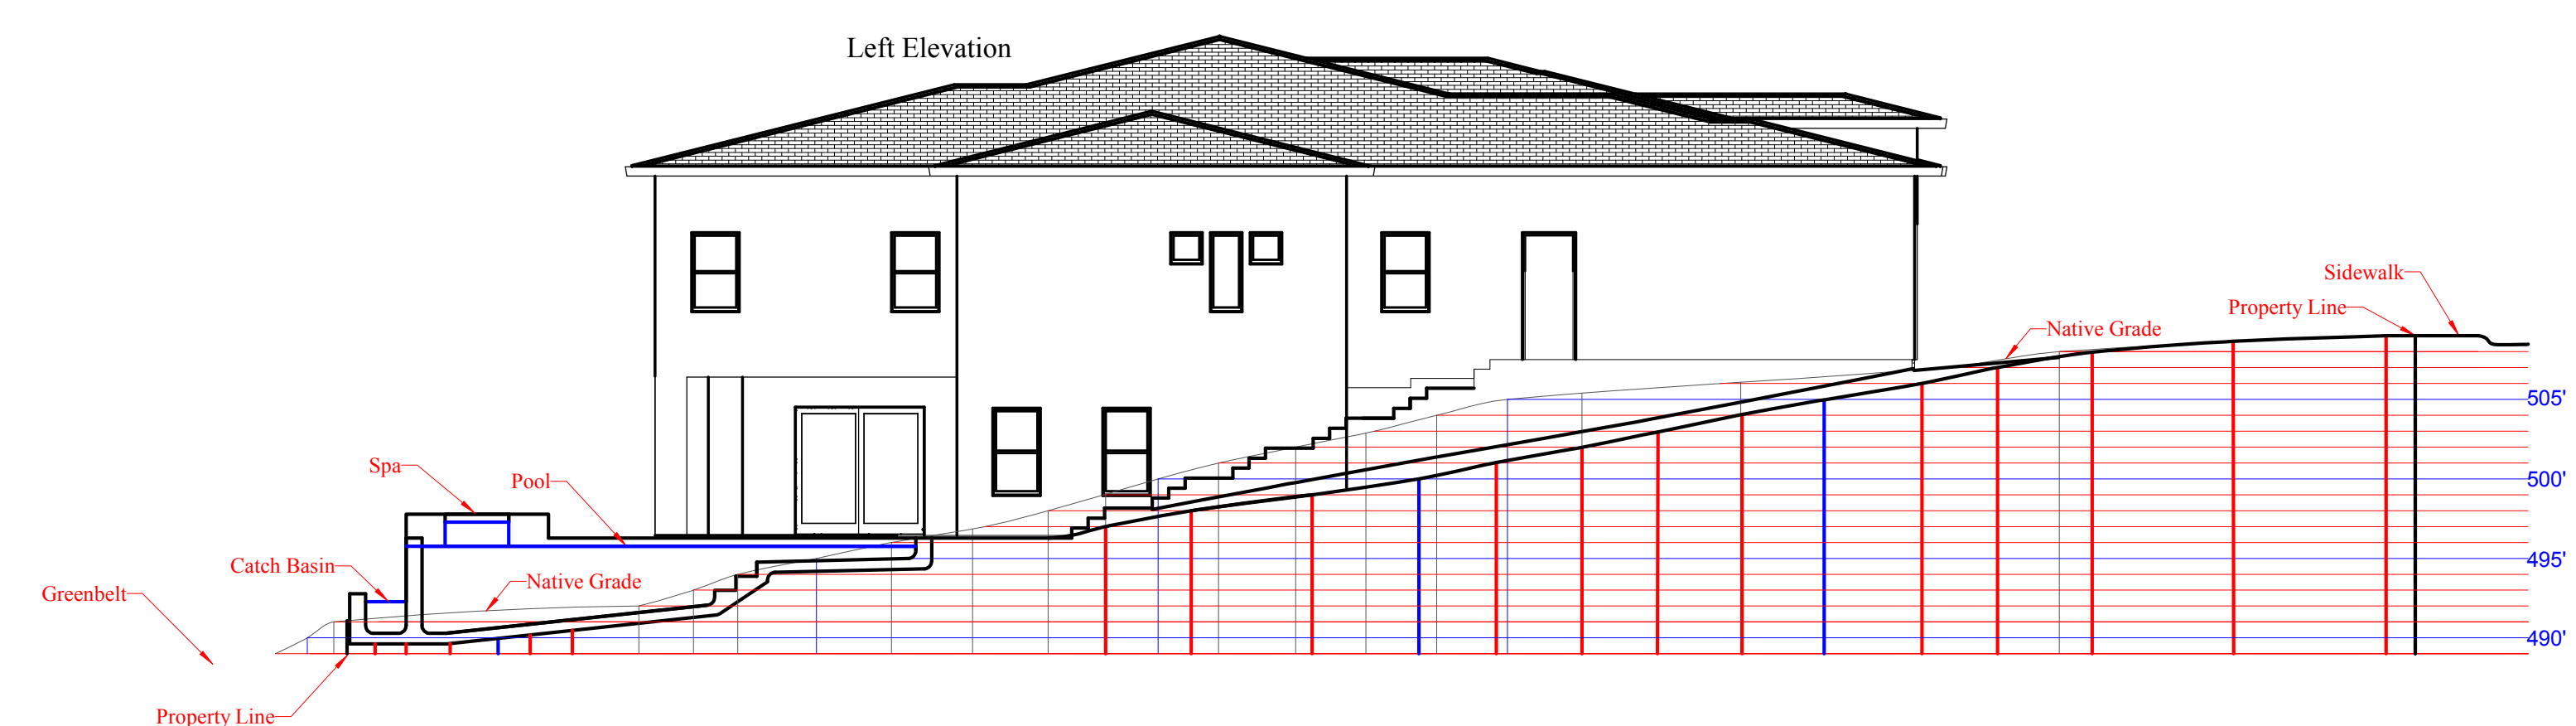 Left Elevation
Sidewalk
Property Line
Native Grade
505'
Spa
Pool
500'
Catch Basin
Native Grade
495'
Greenbelt
490'
Property Line